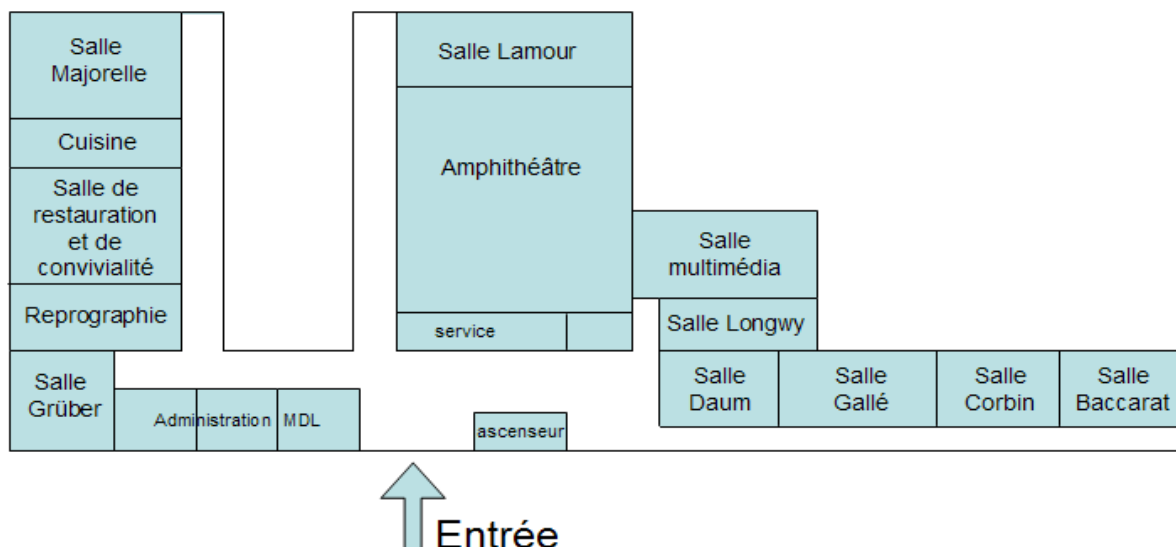 Salle
Majorelle
Cuisine
Salle de
restauration
et de
convivialité
Reprographie
Salle
Grüber
Administration
MDL
Salle Lamour
Amphithéâtre
service
ascenseur
Salle
multimédia
Salle Longwy
Salle
Daum
Salle
Gallé
Salle
Corbin
Salle
Baccarat
Entrée